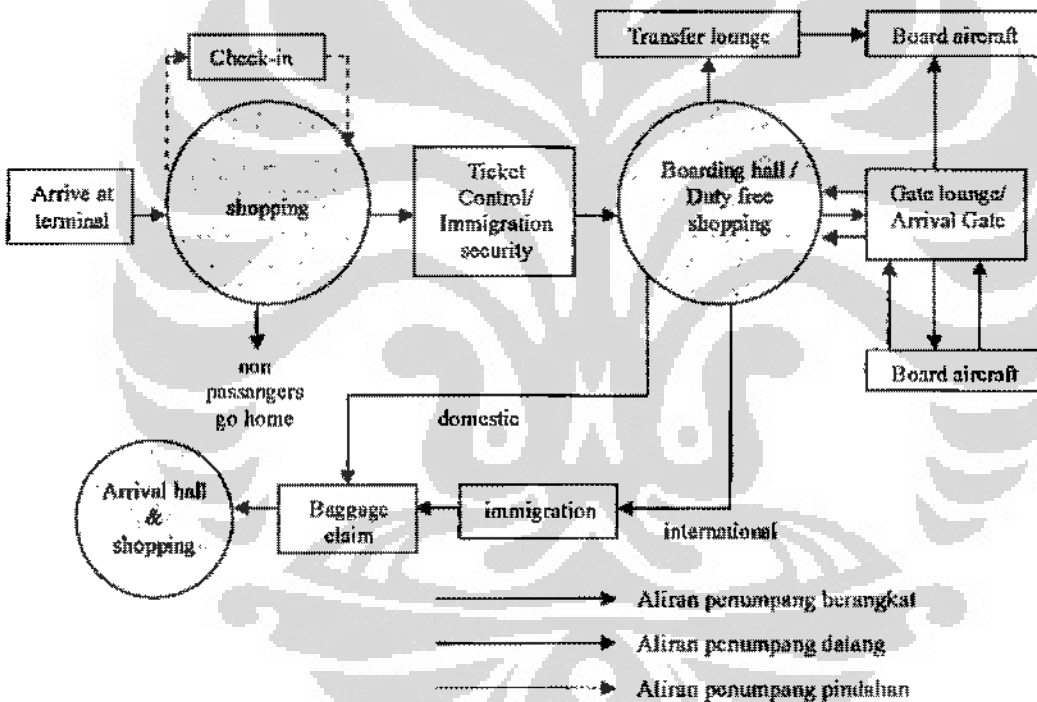 Transfer lounge
Board aircraft
Check-in
Arrive at
terminal
shopping
Ticket
Control/
Immigration
security
Boarding hall /
Duty free
shopping
Gate lounge/
Arrival Gate
Board aircraft
non
passangers
go home
domestic
Arrival hall
&
shopping
Baggage
claim
immigration
international
Aliran penumpang berangkat
Aliran penumpang datang
Aliran penumpang pindahan